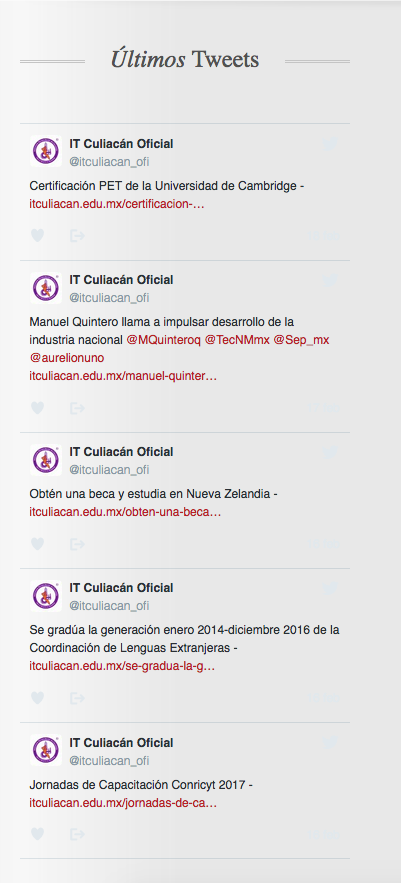 Últimos Tweets
IT Culiacán Oficial
@itculiacan_ofi
Certificación PET de la Universidad de Cambridge -
itculiacan.edu.mx/certificacion-…
IT Culiacán Oficial
@itculiacan_ofi
Manuel Quintero llama a impulsar desarrollo de la
industria nacional @MQuinteroq @TecNMmx @Sep_mx
@aurelionuno
itculiacan.edu.mx/manuel-quinter…
IT Culiacán Oficial
@itculiacan_ofi
Obtén una beca y estudia en Nueva Zelandia -
itculiacan.edu.mx/obten-una-beca…
IT Culiacán Oficial
@itculiacan_ofi
Se gradúa la generación enero 2014-diciembre 2016 de la
Coordinación de Lenguas Extranjeras -
itculiacan.edu.mx/se-gradua-la-g…
IT Culiacán Oficial
@itculiacan_ofi
Jornadas de Capacitación Conricyt 2017 -
itculiacan.edu.mx/jornadas-de-ca…